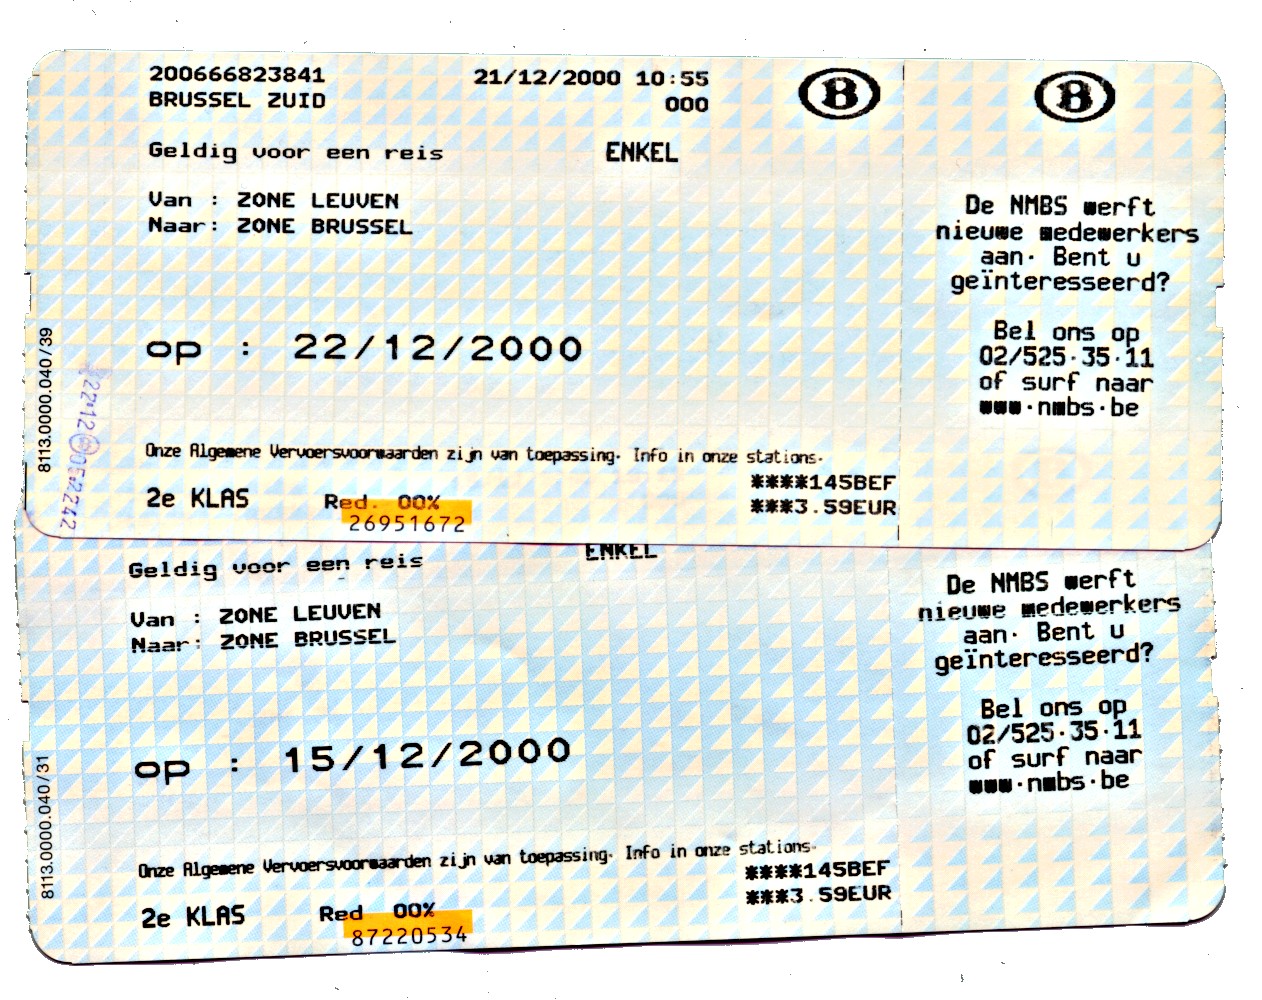 200666823841 21/12/2000 10:55
BRUSSEL ZUID 000
B
B
Geldig voor een reis ENKEL
Van : ZONE LEUVEN
Naar: ZONE BRUSSEL
op : 22/12/2000
8113.0000.040/39
Onze Algemene Vervoersvoorwaarden zijn van toepassing. Info in onze stations.
2e KLAS Red. 00%
26951672
****145BEF
***3.59EUR
De NMBS werft
nieuwe medewerkers
aan. Bent u
geïnteresseerd?
Bel ons op
02/525.35.11
of surf naar
www.nmbs.be
Geldig voor een reis ENKEL
Van : ZONE LEUVEN
Naar: ZONE BRUSSEL
op : 15/12/2000
8113.0000.040/31
Onze Algemene Vervoersvoorwaarden zijn van toepassing. Info in onze stations.
2e KLAS Red 00%
87220534
****145BEF
***3.59EUR
De NMBS werft
nieuwe medewerkers
aan. Bent u
geïnteresseerd?
Bel ons op
02/525.35.11
of surf naar
www.nmbs.be